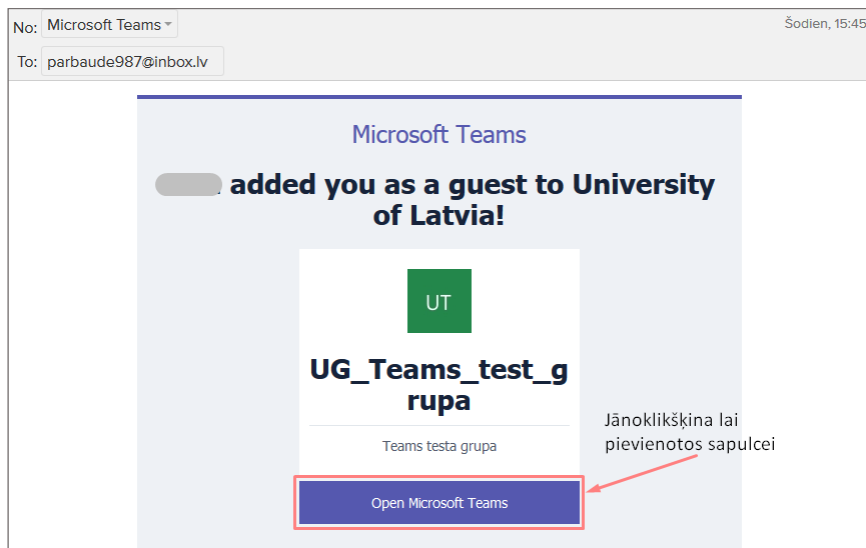 No: Microsoft Teams
Šodien, 15:45
To: parbaude987@inbox.lv
Microsoft Teams
added you as a guest to University
of Latvia!
UT
UG_Teams_test_g
rupa
Teams testa grupa
Jānoklikšķina lai
pievienotos sapulcei
Open Microsoft Teams